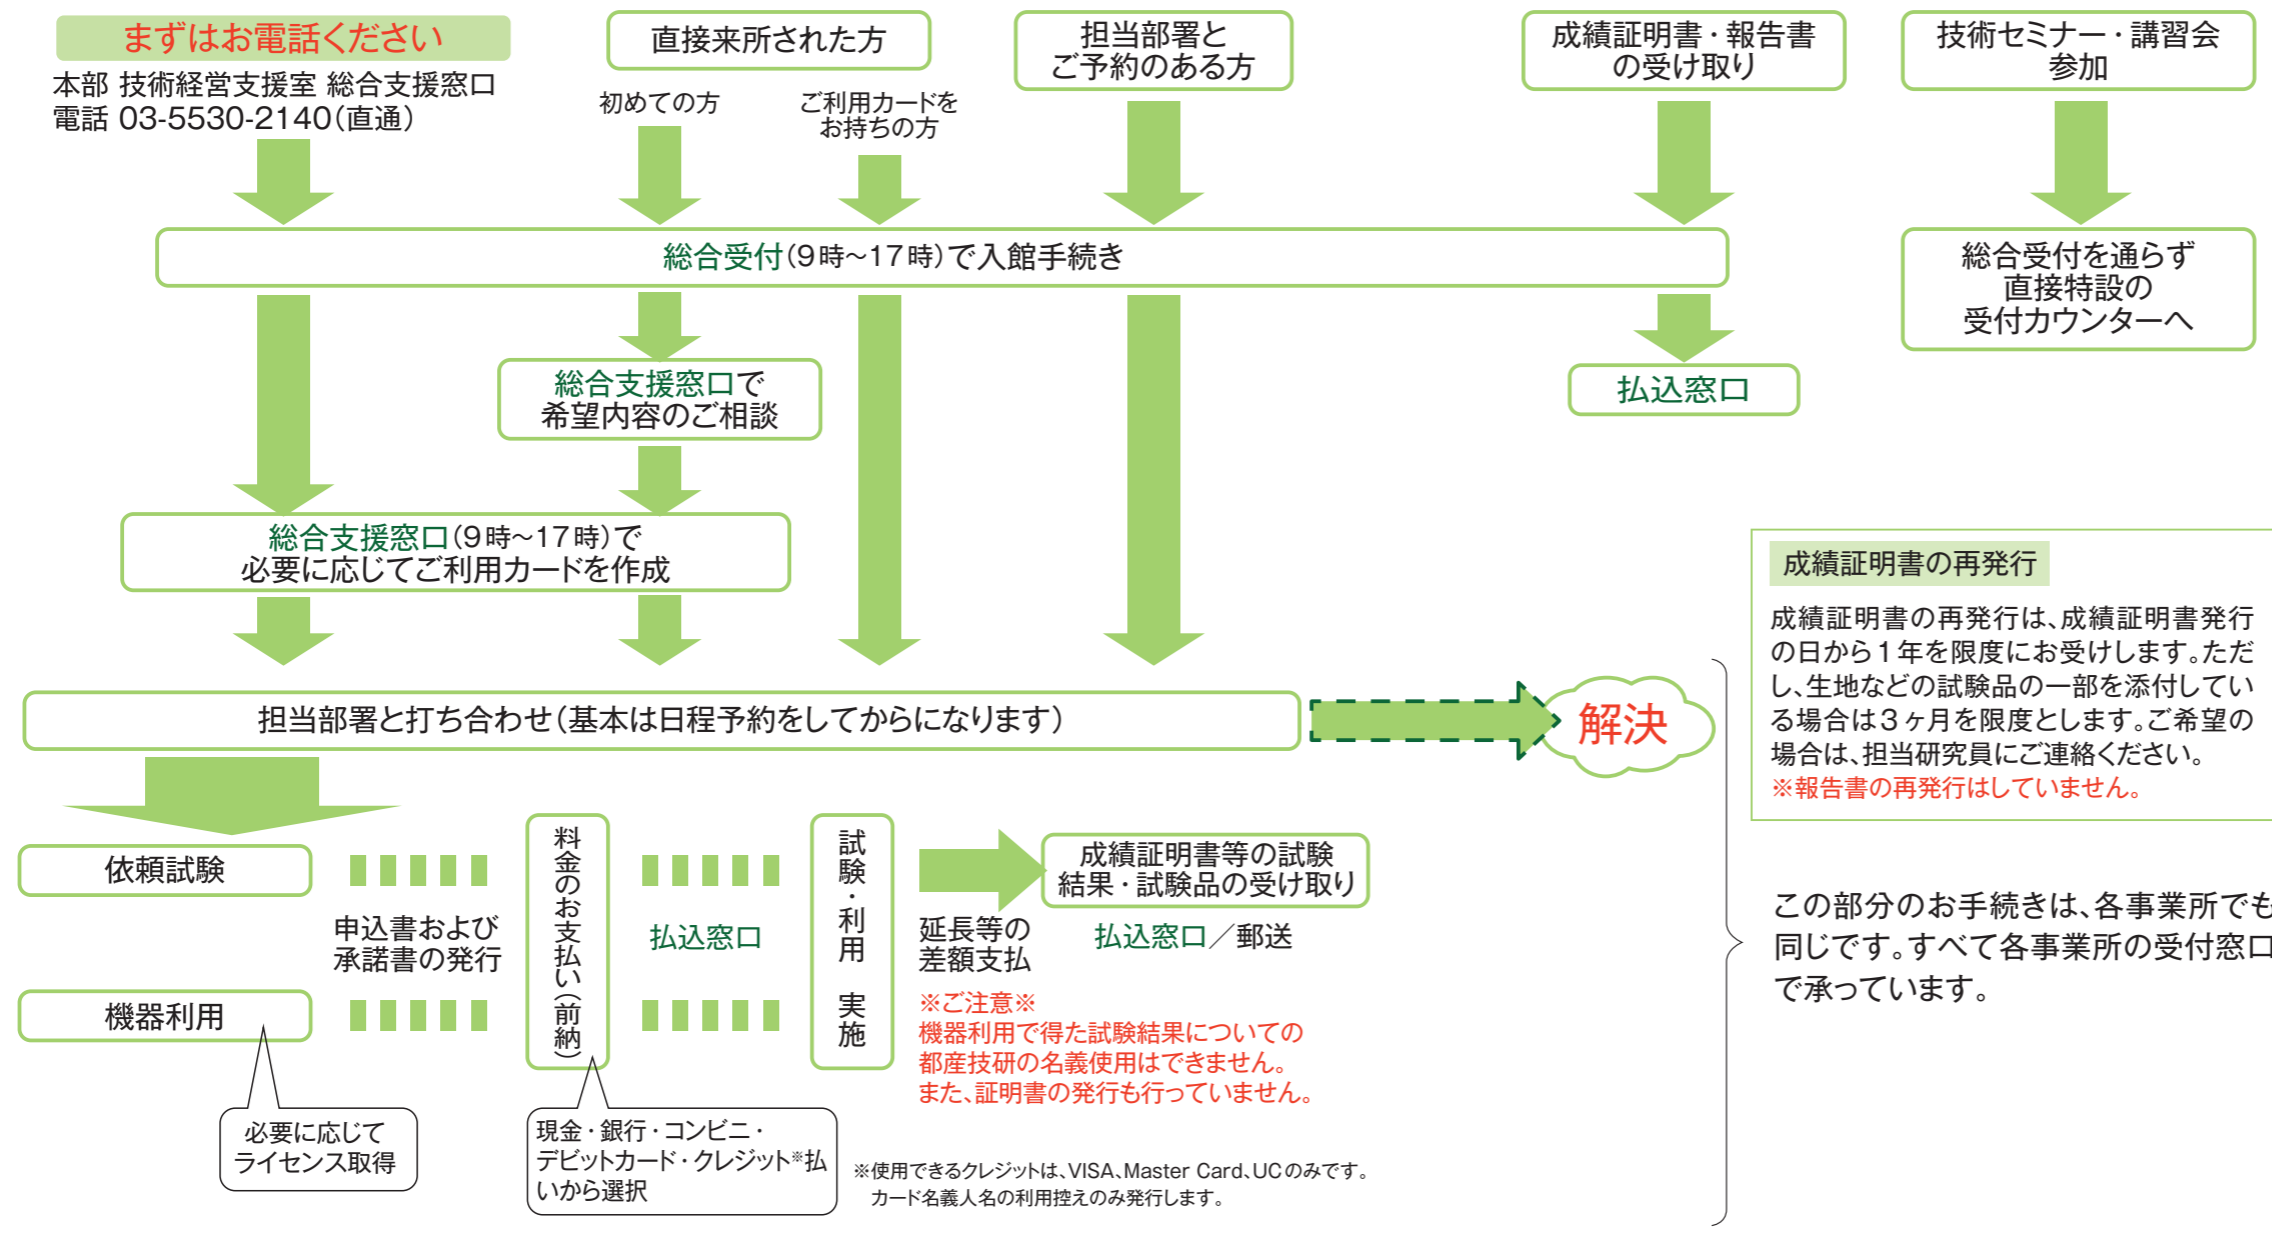 まずはお電話ください
本部 技術経営支援室 総合支援窓口
電話 03-5530-2140(直通)
直接来所された方
初めての方
ご利用カードを
お持ちの方
担当部署と
ご予約のある方
成績証明書・報告書
の受け取り
技術セミナー・講習会
参加
総合受付(9時～17時)で入館手続き
総合受付を通らず
直接特設の
受付カウンターへ
総合支援窓口で
希望内容のご相談
払込窓口
総合支援窓口(9時～17時)で
必要に応じてご利用カードを作成
成績証明書の再発行
成績証明書の再発行は、成績証明書発行
の日から1年を限度にお受けします。ただ
し、生地などの試験品の一部を添付してい
る場合は3ヶ月を限度とします。ご希望の
場合は、担当研究員にご連絡ください。
※報告書の再発行はしていません。
担当部署と打ち合わせ(基本は日程予約をしてからになります)
解決
依頼試験
機器利用
申込書および
承諾書の発行
料金のお支払い(前納)
払込窓口
試験・利用 実施
延長等の
差額支払
成績証明書等の試験
結果・試験品の受け取り
払込窓口／郵送
※ご注意※
機器利用で得た試験結果についての
都産技研の名義使用はできません。
また、証明書の発行も行っていません。
この部分のお手続きは、各事業所でも
同じです。すべて各事業所の受付窓口
で承っています。
必要に応じて
ライセンス取得
現金・銀行・コンビニ・
デビットカード・クレジット※払
いから選択
※使用できるクレジットは、VISA、Master Card、UCのみです。
カード名義人名の利用控えのみ発行します。